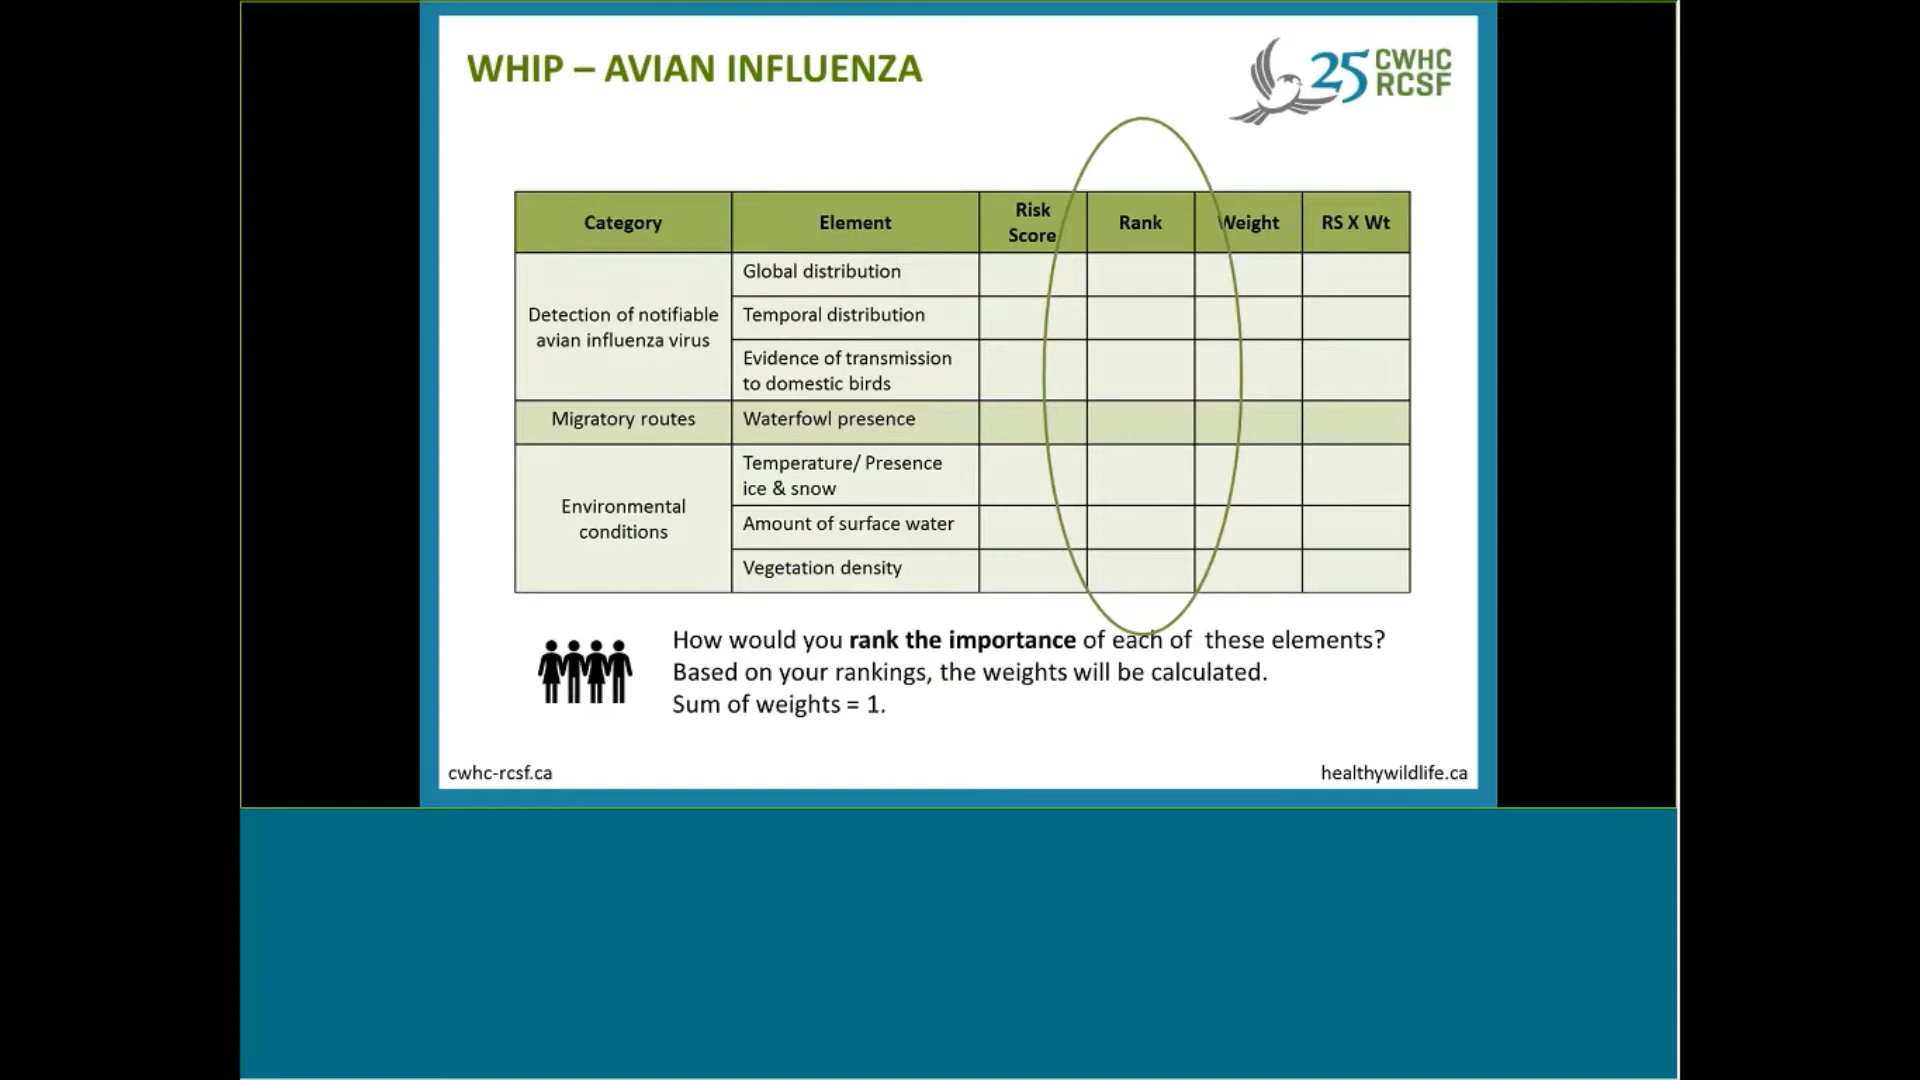 WHIP – AVIAN INFLUENZA
25 CWHC
RCSF
Category
Element
Risk
Score
Rank
Weight
RS X Wt
Detection of notifiable
avian influenza virus
Global distribution
Temporal distribution
Evidence of transmission
to domestic birds
Migratory routes
Waterfowl presence
Environmental
conditions
Temperature/ Presence
ice & snow
Amount of surface water
Vegetation density
How would you rank the importance of each of these elements?
Based on your rankings, the weights will be calculated.
Sum of weights = 1.
cwhc-rcsf.ca
healthywildlife.ca